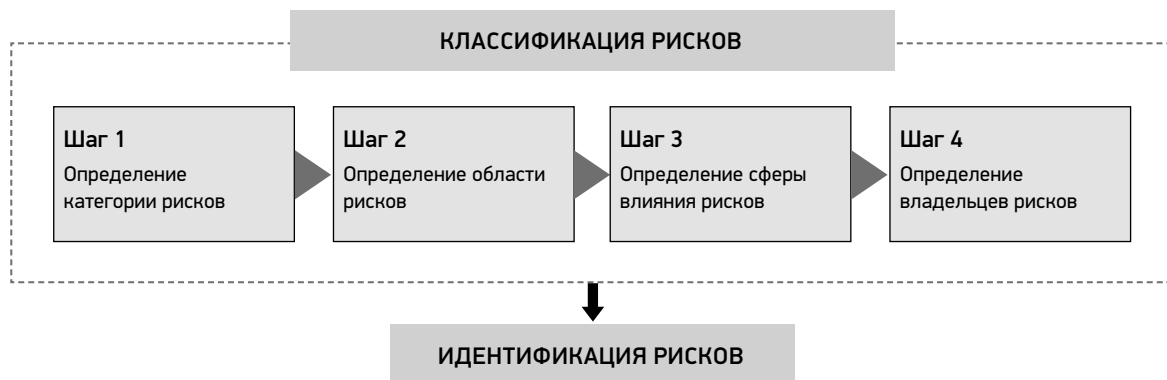 КЛАССИФИКАЦИЯ РИСКОВ
Шаг 1
Определение
категории рисков
Шаг 2
Определение области
рисков
Шаг 3
Определение сферы
влияния рисков
Шаг 4
Определение
владельцев рисков
ИДЕНТИФИКАЦИЯ РИСКОВ